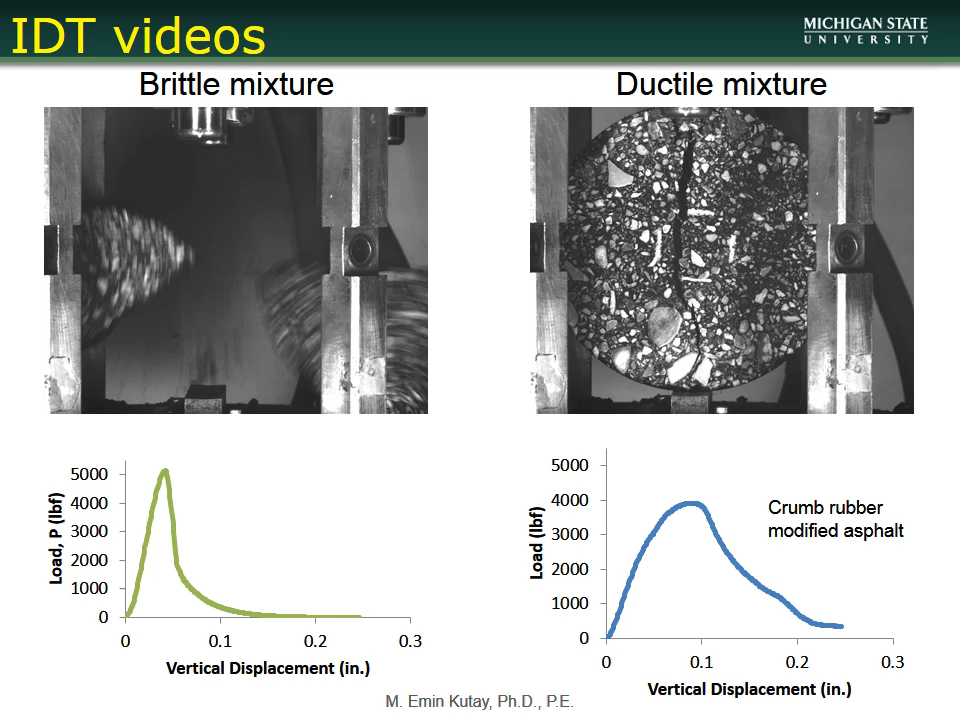 IDT videos
MICHIGAN STATE
UNIVERSITY
Brittle mixture
Ductile mixture
Load, P (lbf)
5000
4000
3000
2000
1000
0
0
0.1
0.2
0.3
Vertical Displacement (in.)
Load (lbf)
5000
4000
3000
2000
1000
0
Crumb rubber
modified asphalt
0
0.1
0.2
0.3
Vertical Displacement (in.)
M. Emin Kutay, Ph.D., P.E.